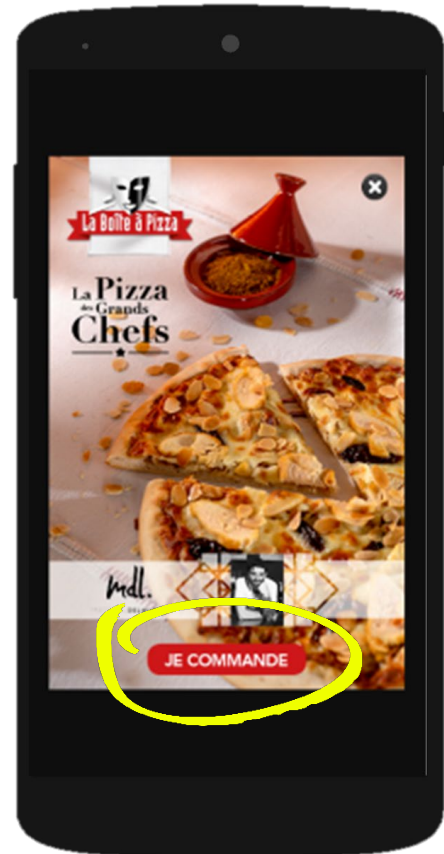 La Boîte à Pizza
La Pizza
des Grands
Chefs
mdl.
JE COMMANDE